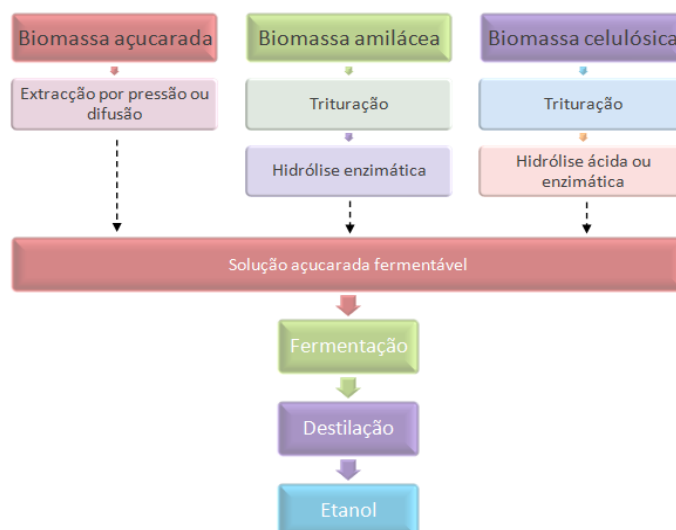 Biomassa açucarada
Extracção por pressão ou
difusão
Biomassa amilácea
Trituração
Hidrólise enzimática
Biomassa celulósica
Trituração
Hidrólise ácida ou
enzimática
Solução açucarada fermentável
Fermentação
Destilação
Etanol